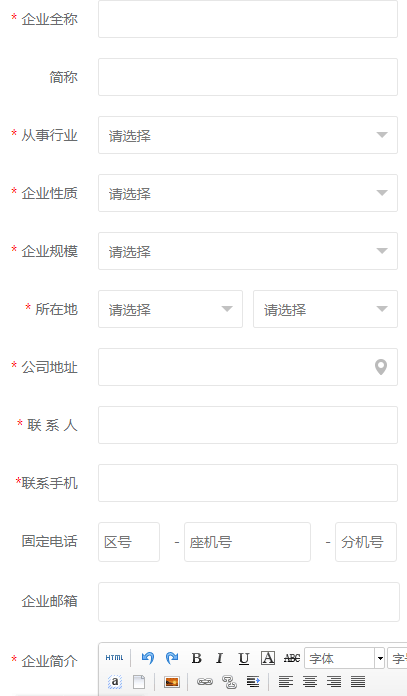 * 企业全称
简称
* 从事行业 请选择
* 企业性质 请选择
* 企业规模 请选择
* 所在地 请选择 请选择
* 公司地址
* 联 系 人
*联系手机
固定电话 区号 - 座机号 - 分机号
企业邮箱
* 企业简介 HTML B I U A ABC 字体
a